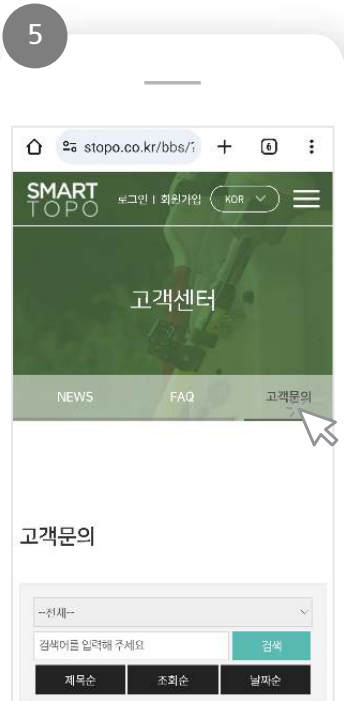 5
stopo.co.kr/bbs/?
6
SMART
TOPO
로그인 | 회원가입
KOR
고객센터
NEWS
FAQ
고객문의
고객문의
--전체--
검색어를 입력해 주세요
검색
제목순
조회순
날짜순